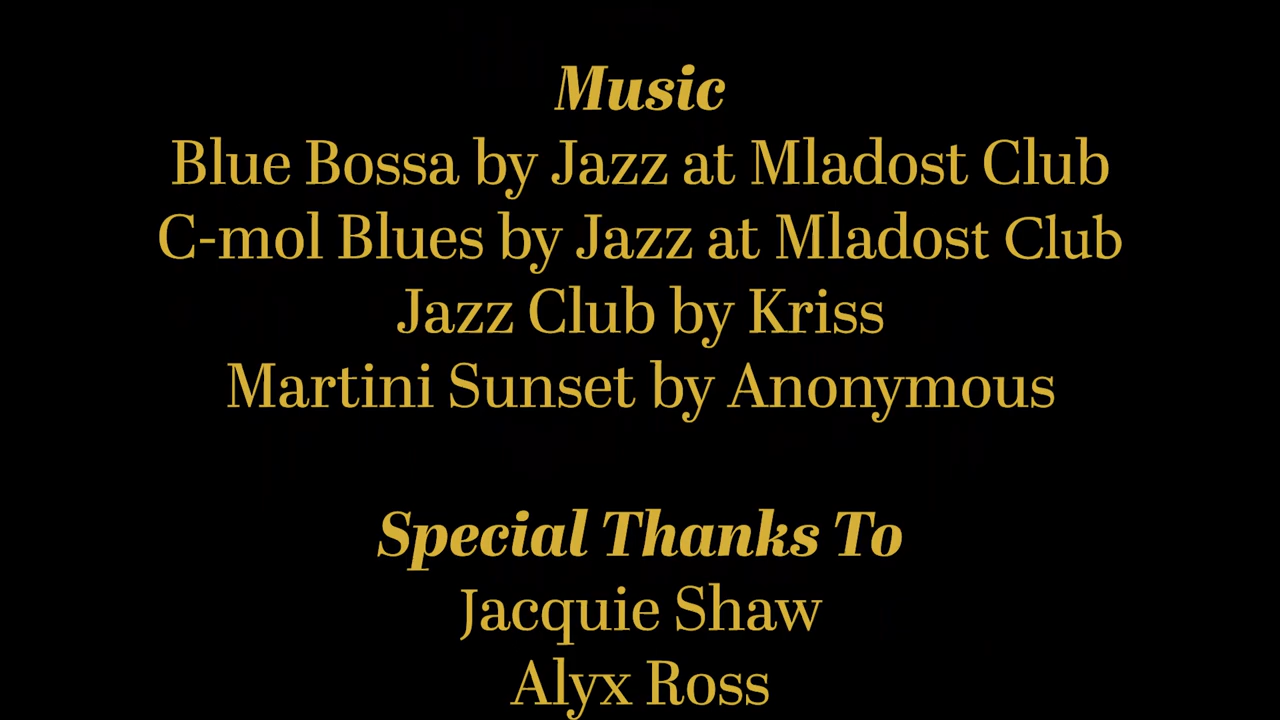 Music
Blue Bossa by Jazz at Mladost Club
C-mol Blues by Jazz at Mladost Club
Jazz Club by Kriss
Martini Sunset by Anonymous
Special Thanks To
Jacquie Shaw
Alyx Ross